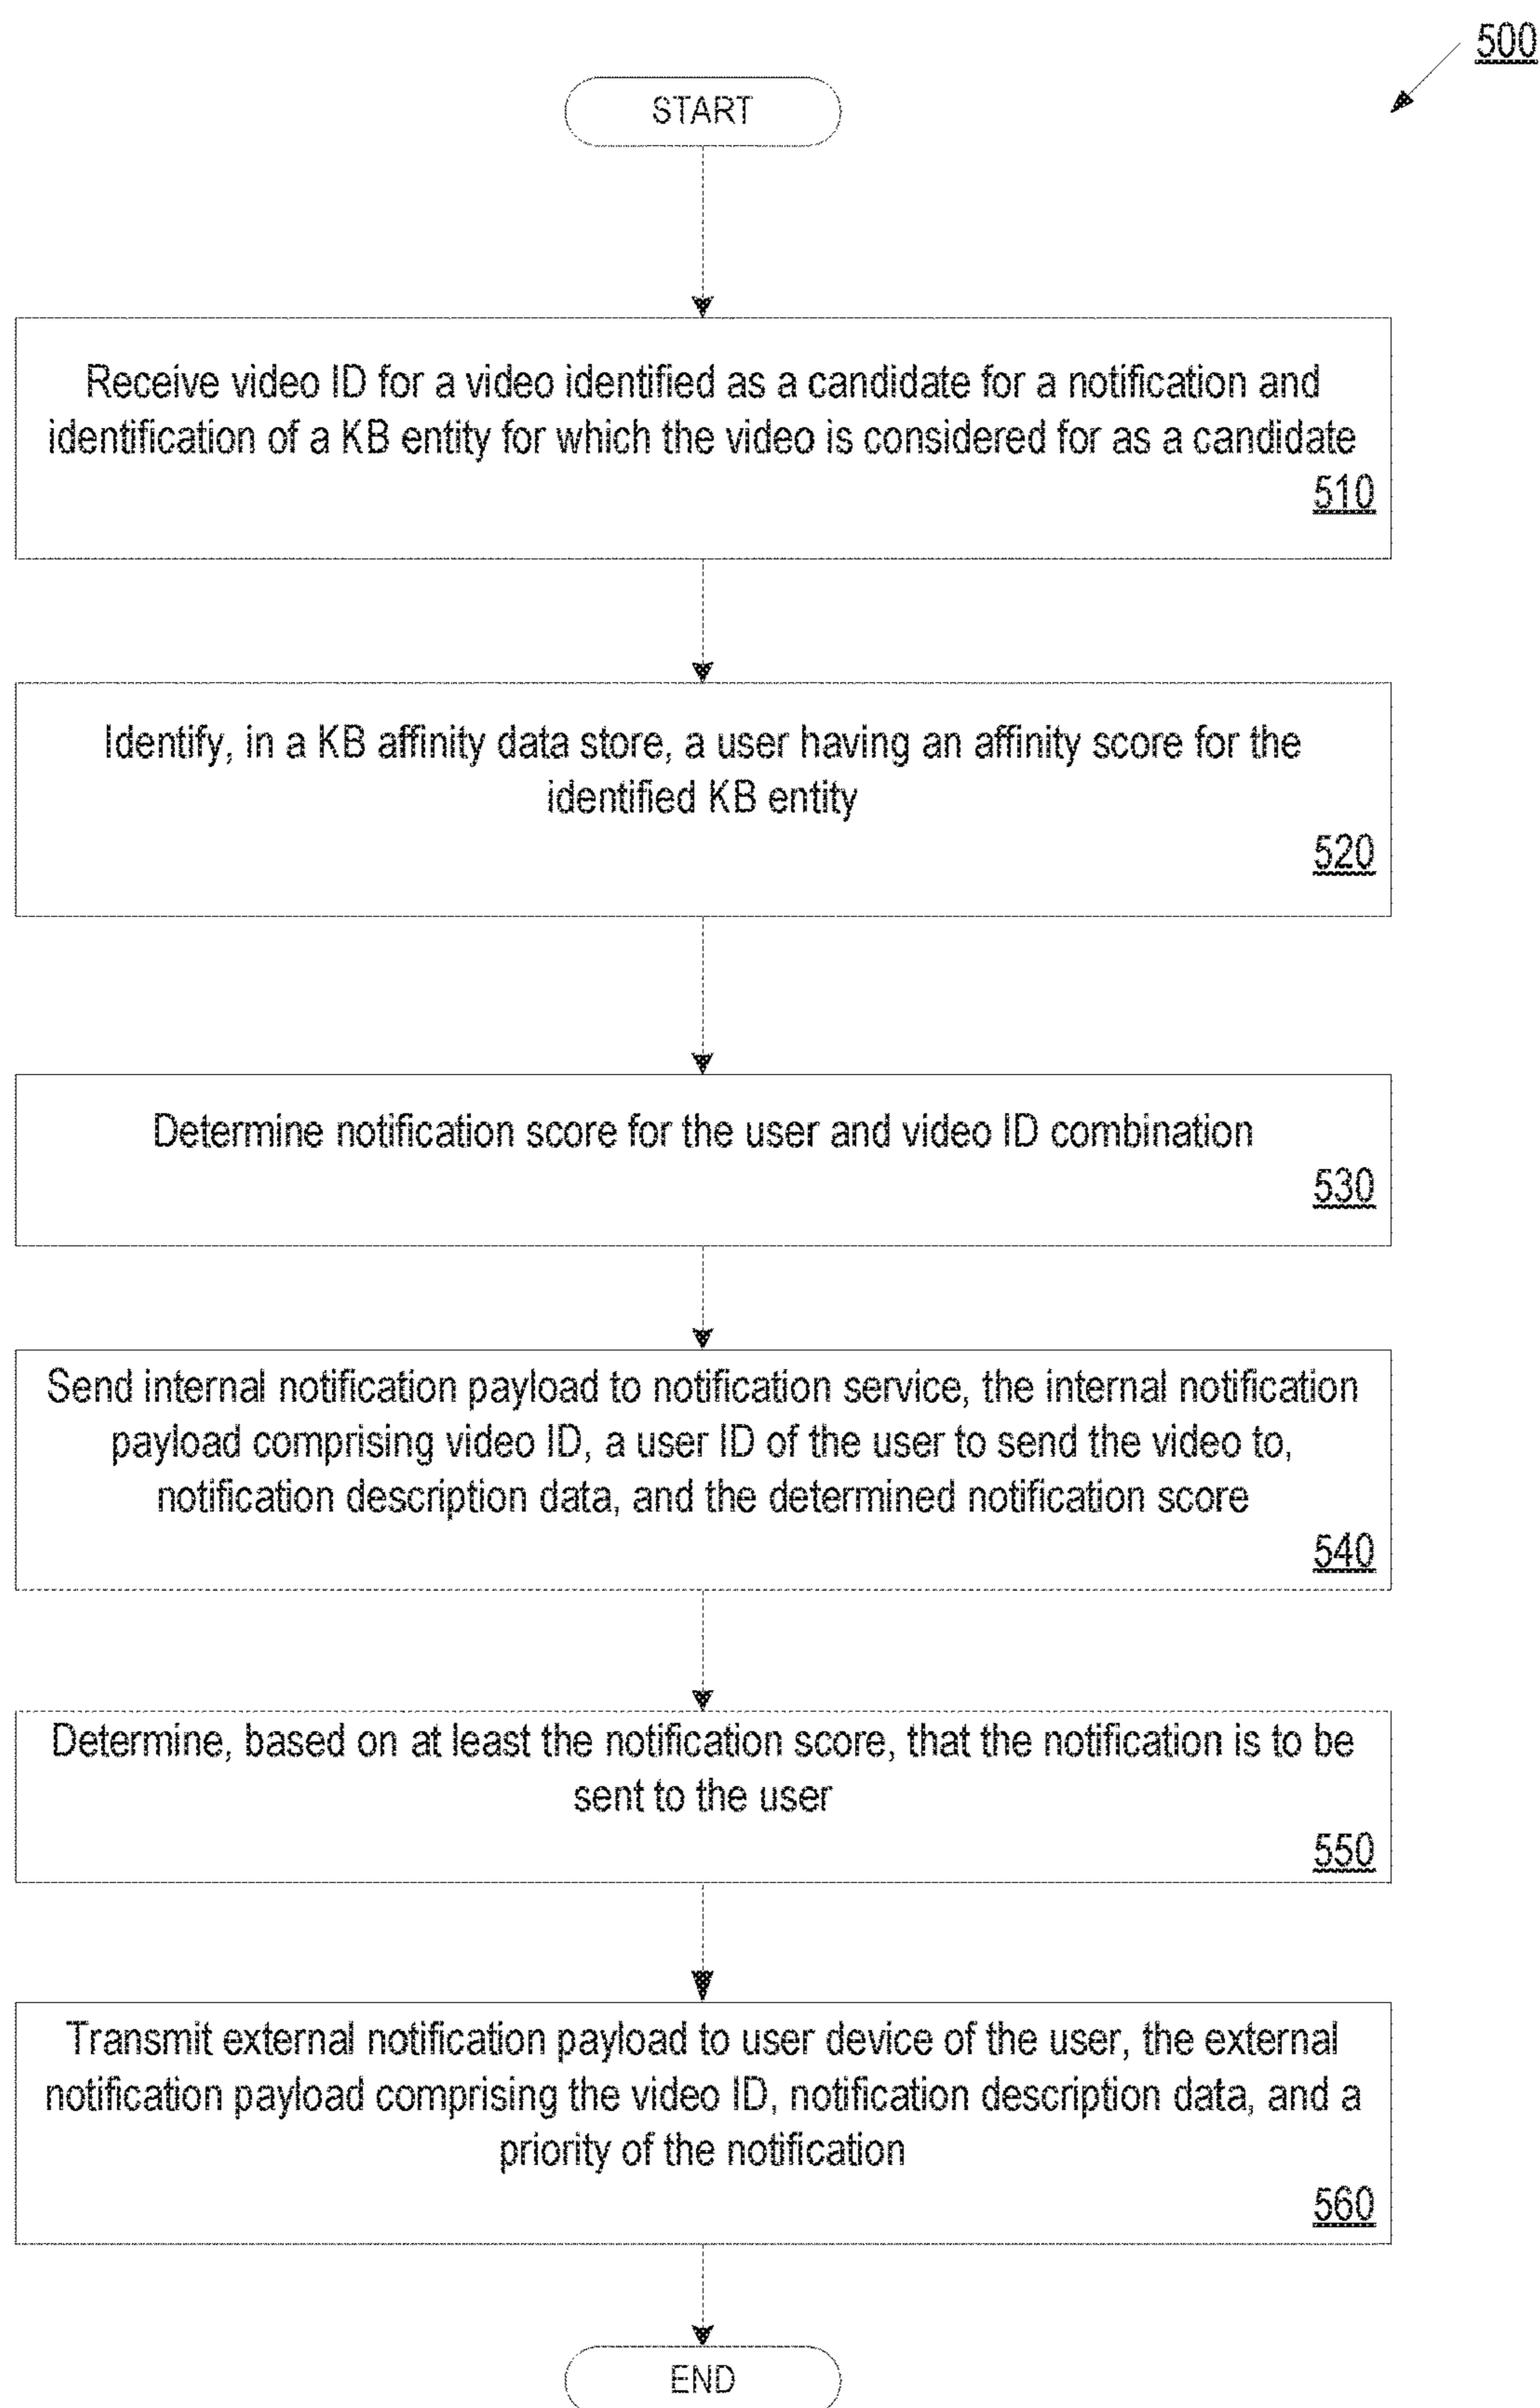 500
START
Receive video ID for a video identified as a candidate for a notification and
identification of a KB entity for which the video is considered for as a candidate
510
Identify, in a KB affinity data store, a user having an affinity score for the
identified KB entity
520
Determine notification score for the user and video ID combination
530
Send internal notification payload to notification service, the internal notification
payload comprising video ID, a user ID of the user to send the video to,
notification description data, and the determined notification score
540
Determine, based on at least the notification score, that the notification is to be
sent to the user
550
Transmit external notification payload to user device of the user, the external
notification payload comprising the video ID, notification description data, and a
priority of the notification
560
END